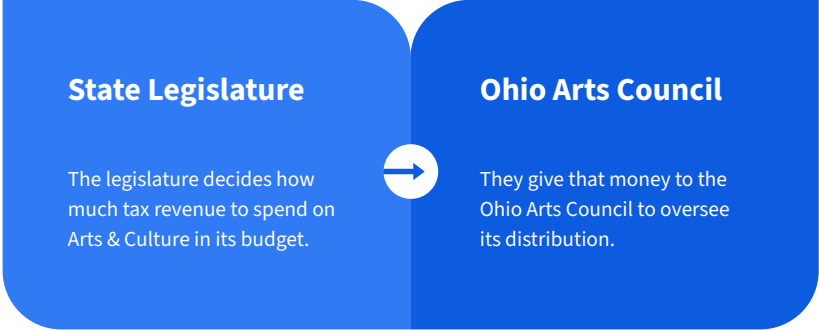 State Legislature
The legislature decides how
much tax revenue to spend on
Arts & Culture in its budget.
Ohio Arts Council
They give that money to the
Ohio Arts Council to oversee
its distribution.